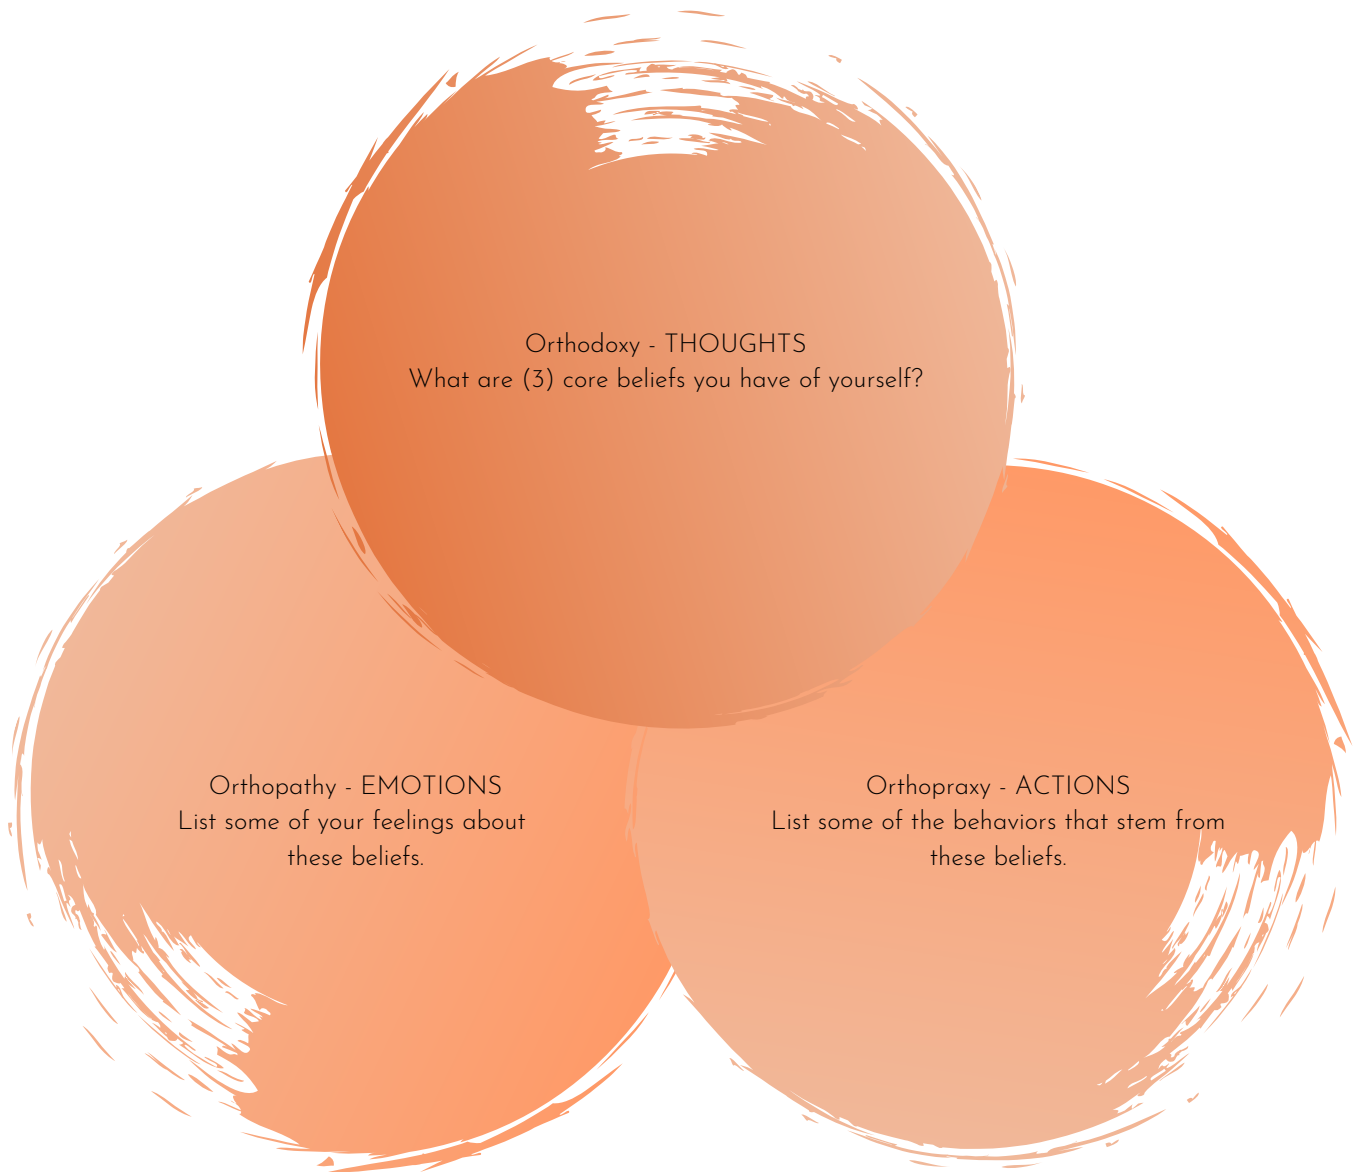 Orthodoxy - THOUGHTS
What are (3) core beliefs you have of yourself?
Orthopathy - EMOTIONS
List some of your feelings about
these beliefs.
Orthopraxy - ACTIONS
List some of the behaviors that stem from
these beliefs.